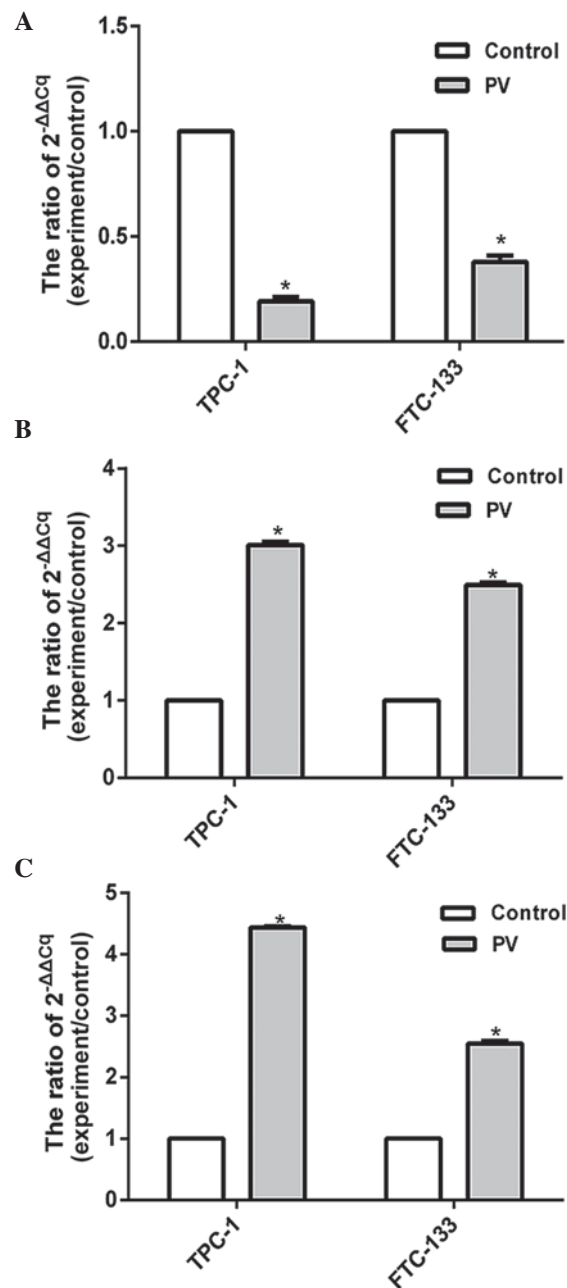 A
The ratio of 2-ΔΔCq
(experiment/control)
1.5
1.0
0.5
0.0
Control
PV
*
*
TPC-1
FTC-133
B
The ratio of 2-ΔΔCq
(experiment/control)
4
3
2
1
0
Control
PV
*
*
TPC-1
FTC-133
C
The ratio of 2-ΔΔCq
(experiment/control)
5
4
3
2
1
0
Control
PV
*
*
TPC-1
FTC-133